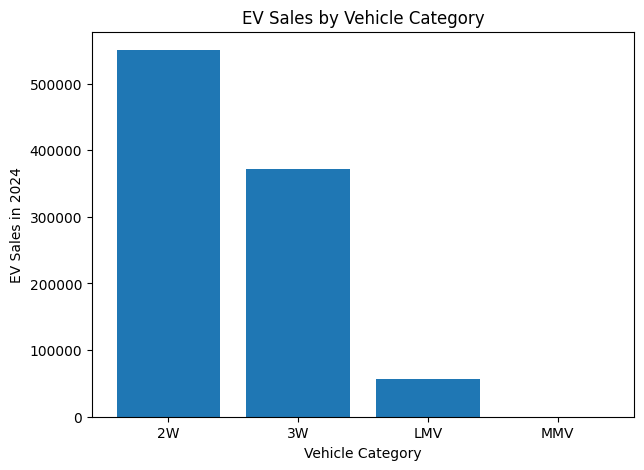 EV Sales by Vehicle Category
EV Sales in 2024
500000
400000
300000
200000
100000
0
2W 3W LMV MMV
Vehicle Category